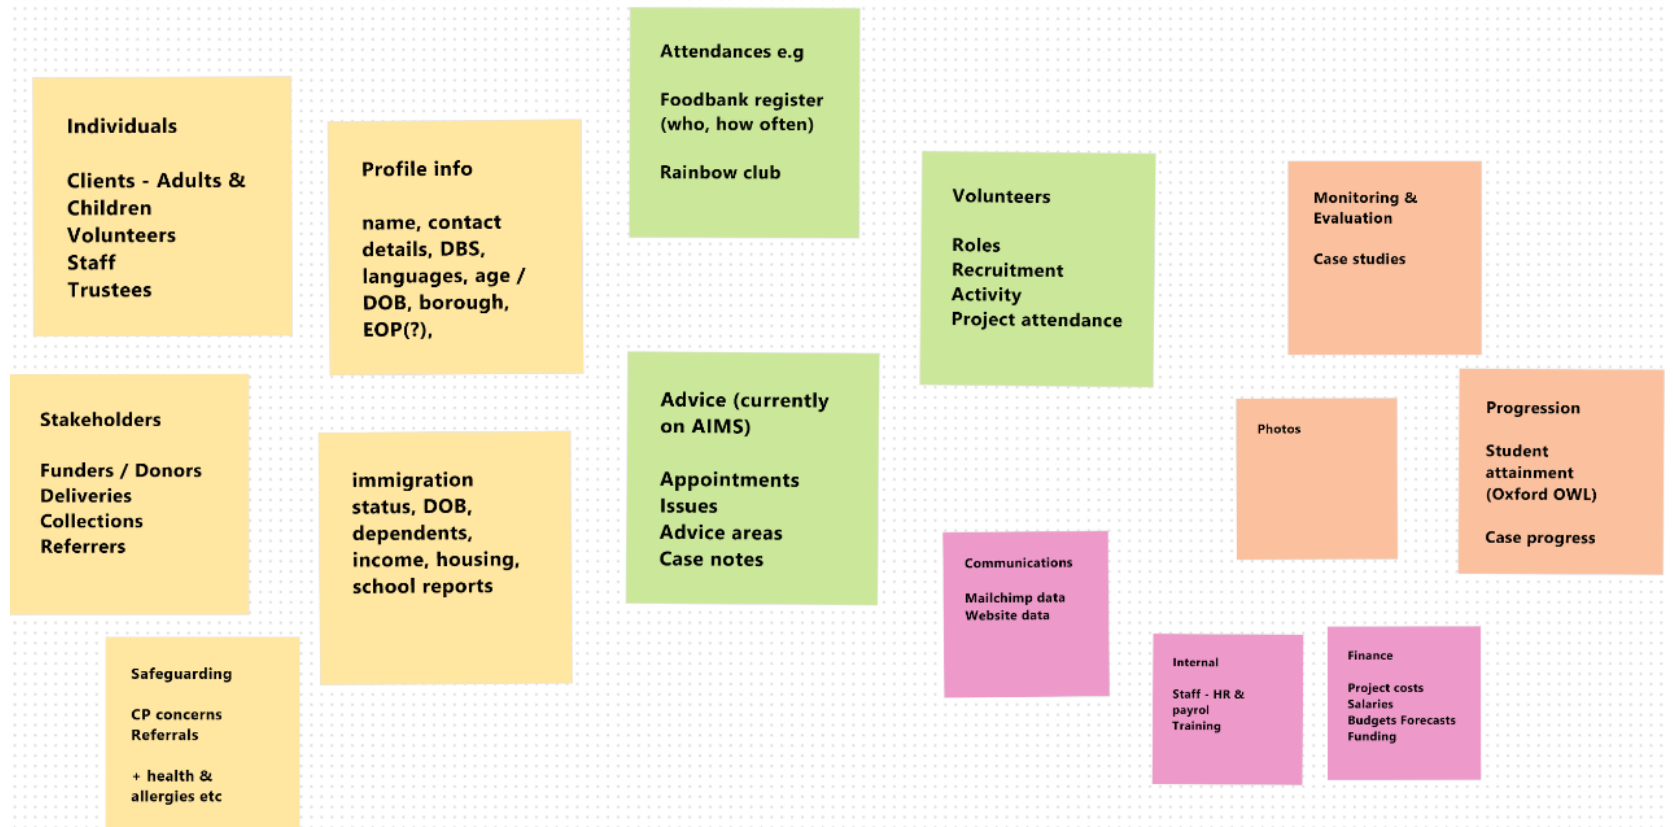 Individuals
Clients - Adults &
Children
Volunteers
Staff
Trustees
Profile info
name, contact
details, DBS,
languages, age /
DOB, borough,
EOP(?),
Attendances e.g
Foodbank register
(who, how often)
Rainbow club
Volunteers
Roles
Recruitment
Activity
Project attendance
Monitoring &
Evaluation
Case studies
Stakeholders
Funders / Donors
Deliveries
Collections
Referrers
immigration
status, DOB,
dependents,
income, housing,
school reports
Advice (currently
on AIMS)
Appointments
Issues
Advice areas
Case notes
Photos
Progression
Student
attainment
(Oxford OWL)
Case progress
Safeguarding
CP concerns
Referrals
+ health &
allergies etc
Communications
Mailchimp data
Website data
Internal
Staff - HR &
payrol
Training
Finance
Project costs
Salaries
Budgets Forecasts
Funding